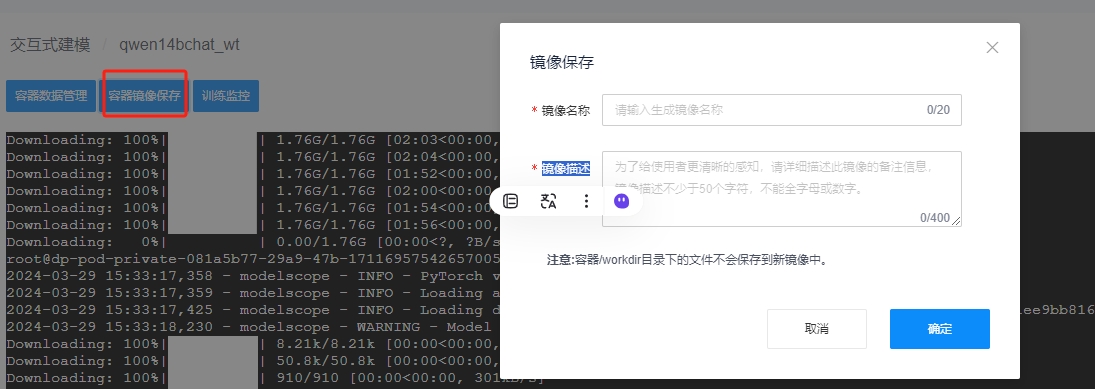 交互式建模 / qwen14bchat_wt
容器数据管理 容器镜像保存 训练监控
镜像保存
* 镜像名称 请输入生成镜像名称 0/20
* 镜像描述 为了给使用者更清晰的感知，请详细描述此镜像的备注信息，
镜像描述不少于50个字符，不能全字母或数字。
0/400
注意:容器/workdir目录下的文件不会保存到新镜像中。
取消 确定
Downloading: 100%| | 1.76G/1.76G [02:03<00:00,
Downloading: 100%| | 1.76G/1.76G [02:04<00:00,
Downloading: 100%| | 1.76G/1.76G [01:52<00:00,
Downloading: 100%| | 1.76G/1.76G [02:00<00:00,
Downloading: 100%| | 1.76G/1.76G [01:54<00:00,
Downloading: 100%| | 1.76G/1.76G [01:56<00:00,
Downloading: 0%| | 0.00/1.76G [00:00<?, ?B/s
root@dp-pod-private-081a5b77-29a9-47b-17116957542657005
2024-03-29 15:33:17,358 - modelscope - INFO - PyTorch v
2024-03-29 15:33:17,359 - modelscope - INFO - Loading a
2024-03-29 15:33:17,425 - modelscope - INFO - Loading d ee9bb816
2024-03-29 15:33:18,230 - modelscope - WARNING - Model
Downloading: 100%| | 8.21k/8.21k [00:00<00:00,
Downloading: 100%| | 50.8k/50.8k [00:00<00:00,
Downloading: 100%| | 910/910 [00:00<00:00, 301kB/s]